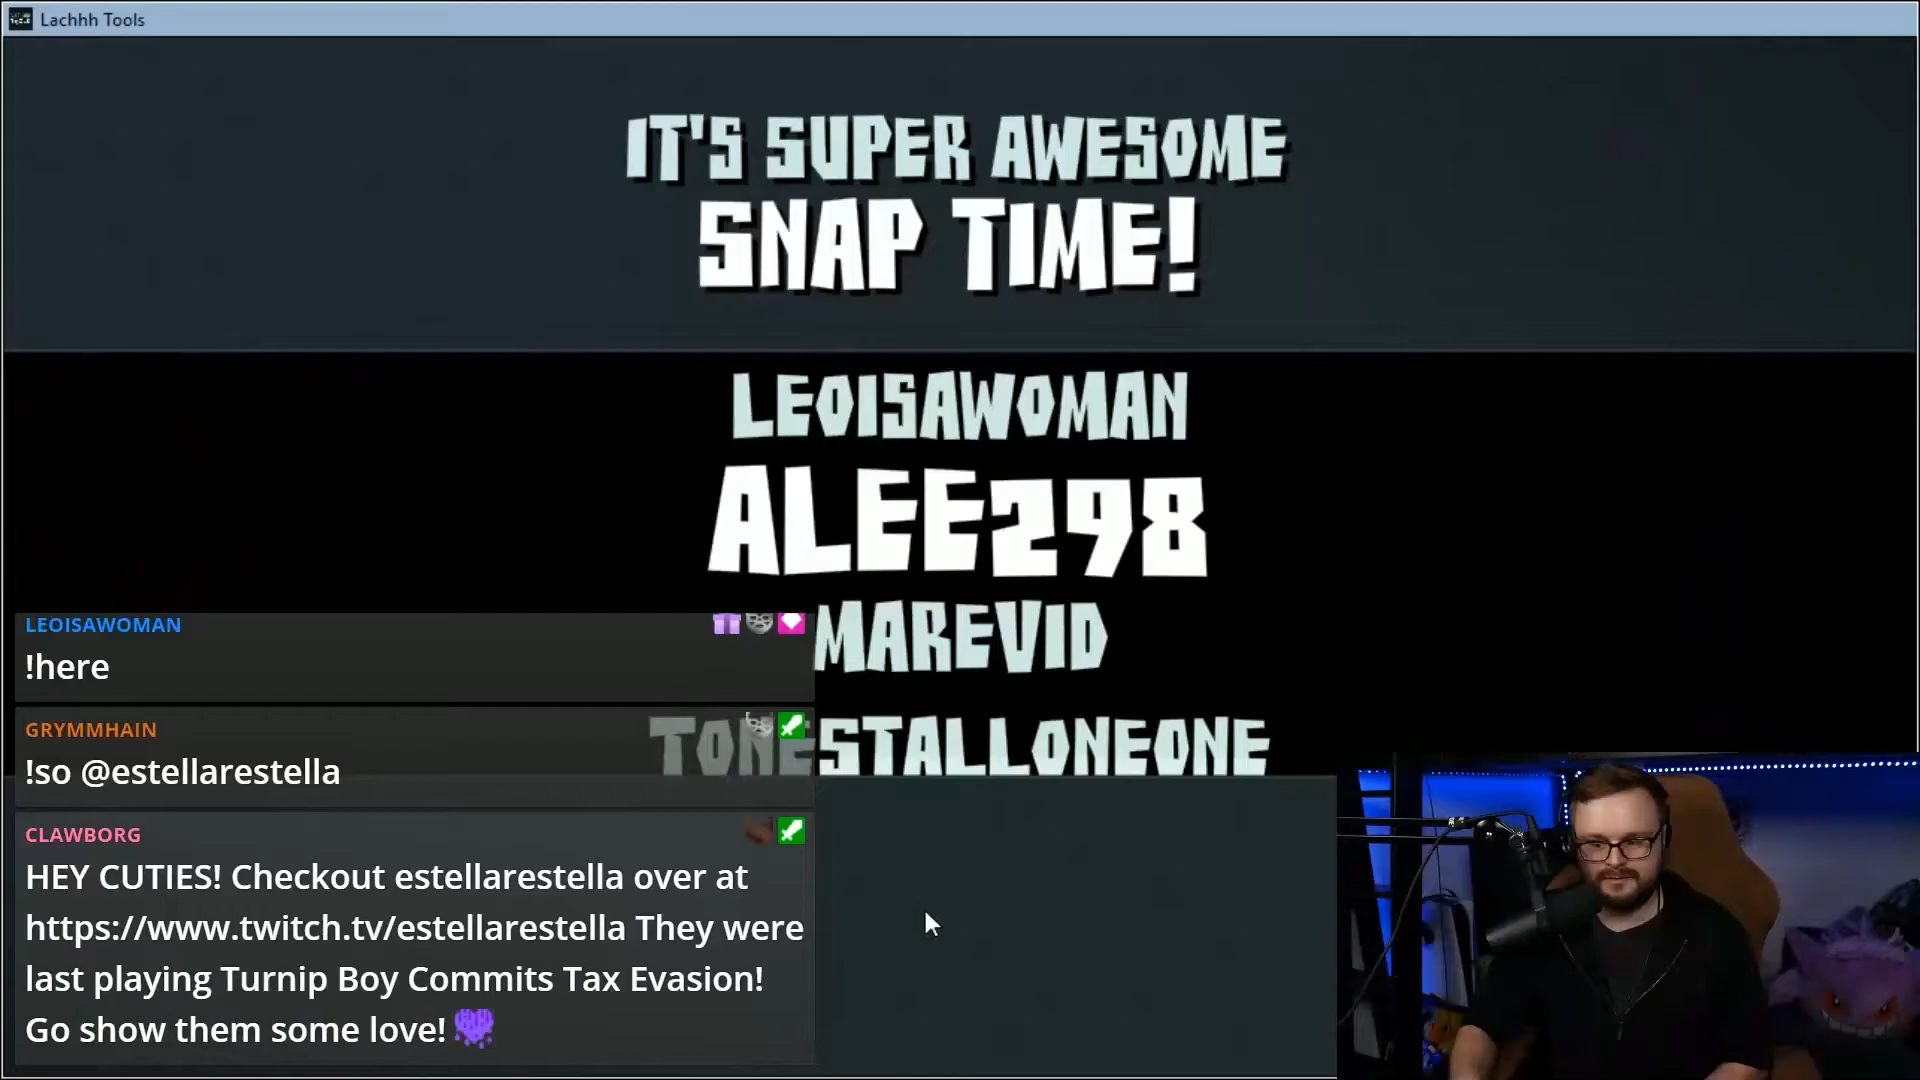 Lachhh Tools
IT'S SUPER AWESOME
SNAP TIME!
LEOISAWOMAN
ALEE298
MAREVID
TONESTALLONEONE
LEOISAWOMAN
!here
GRYMMHAIN
!so @estellarestella
CLAWBORG
HEY CUTIES! Checkout estellarestella over at
https://www.twitch.tv/estellarestella They were
last playing Turnip Boy Commits Tax Evasion!
Go show them some love!